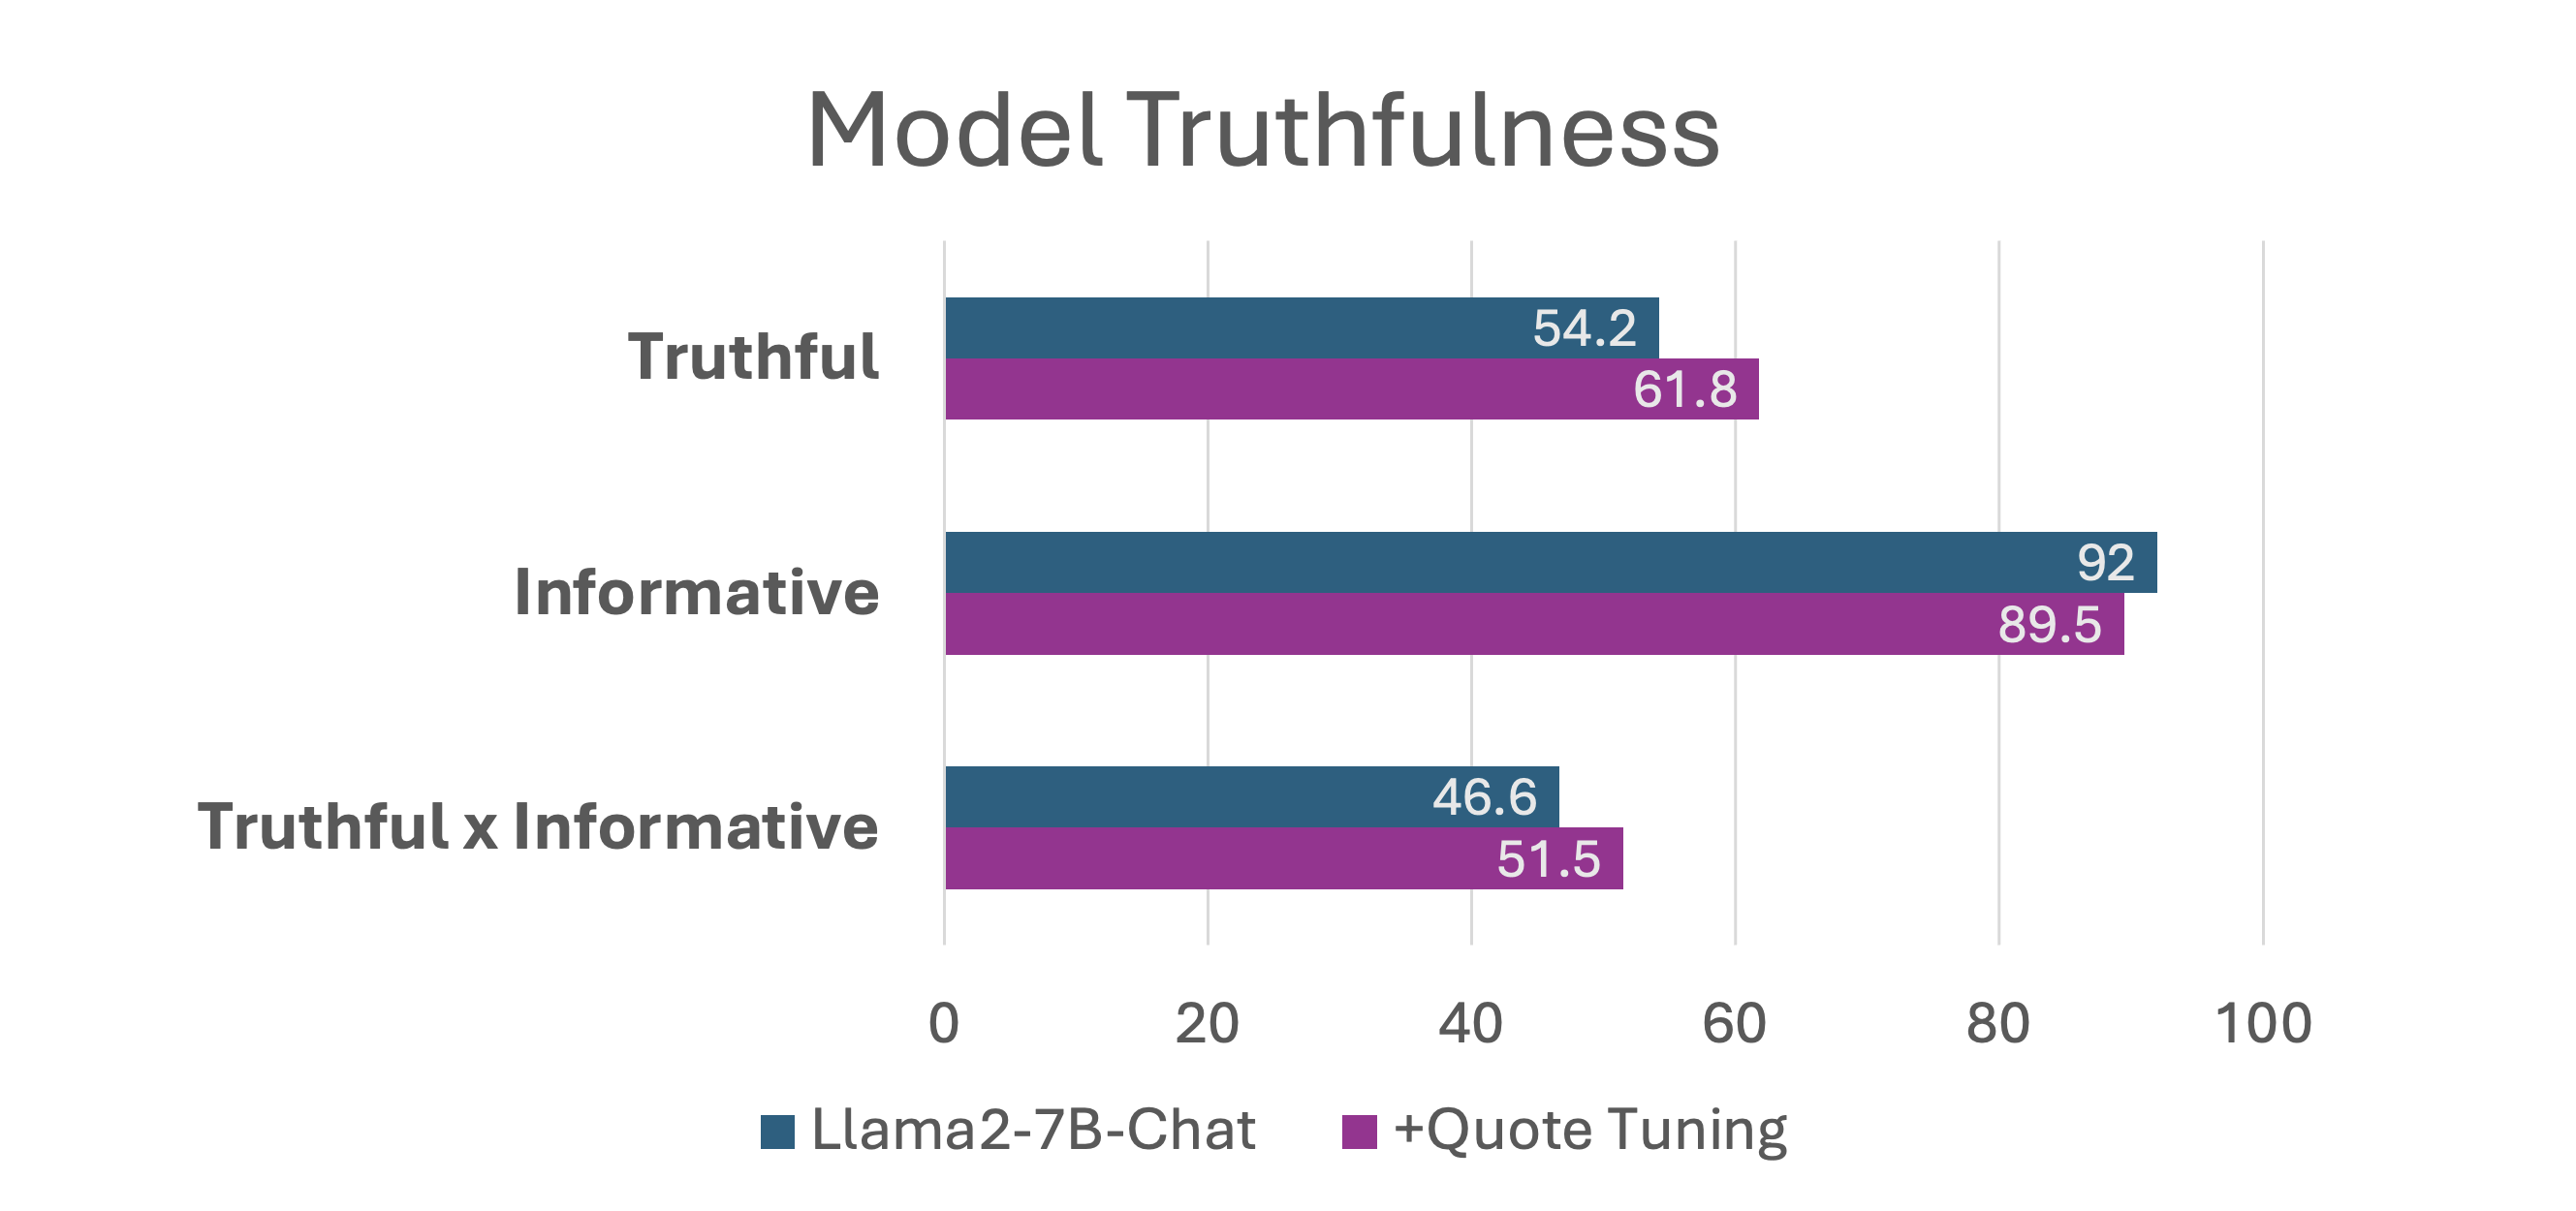 Model Truthfulness
Truthful
54.2
61.8
Informative
92
89.5
Truthful x Informative
46.6
51.5
0 20 40 60 80 100
Llama2-7B-Chat +Quote Tuning